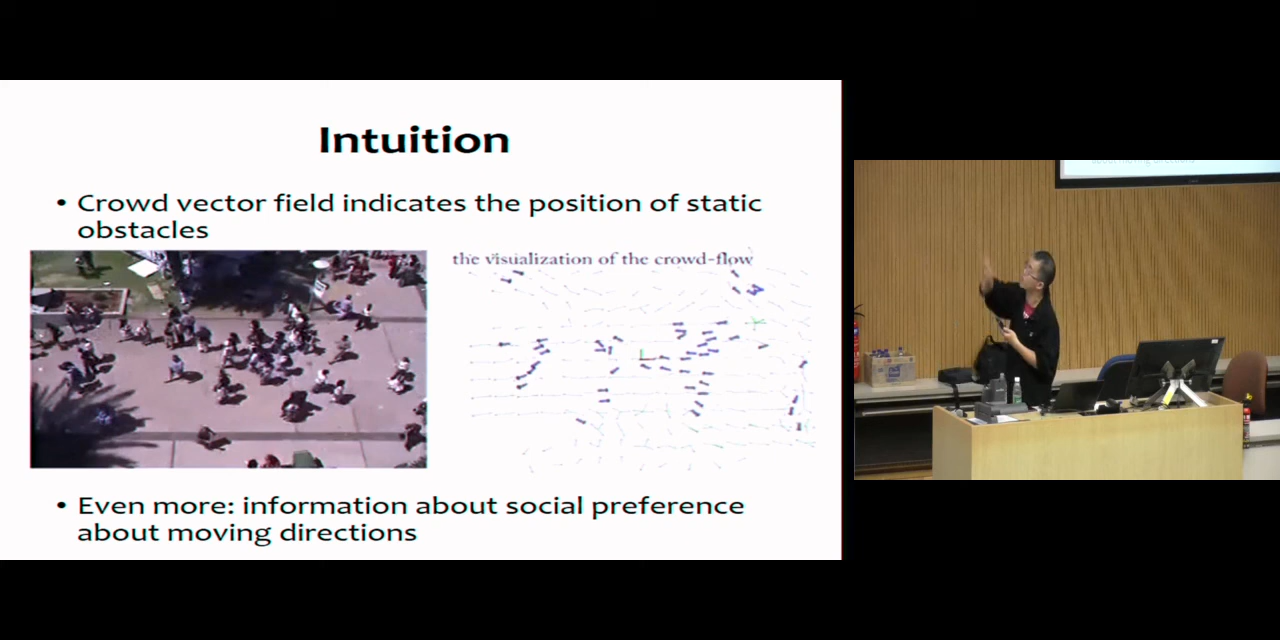 Intuition
• Crowd vector field indicates the position of static
obstacles
the visualization of the crowd-flow
• Even more: information about social preference
about moving directions